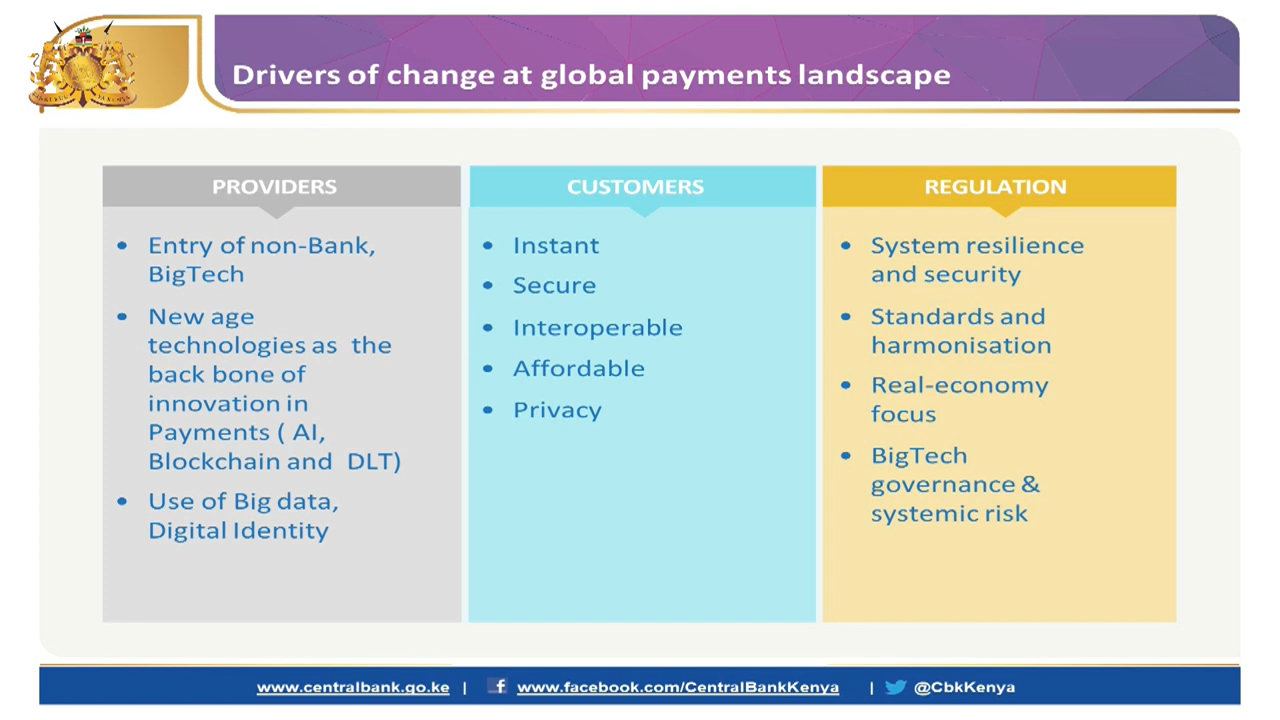 Drivers of change at global payments landscape
PROVIDERS
• Entry of non-Bank,
BigTech
• New age
technologies as the
back bone of
innovation in
Payments ( AI,
Blockchain and DLT)
• Use of Big data,
Digital Identity
CUSTOMERS
• Instant
• Secure
• Interoperable
• Affordable
• Privacy
REGULATION
• System resilience
and security
• Standards and
harmonisation
• Real-economy
focus
• BigTech
governance &
systemic risk
www.centralbank.go.ke | f www.facebook.com/CentralBankKenya | @CbkKenya